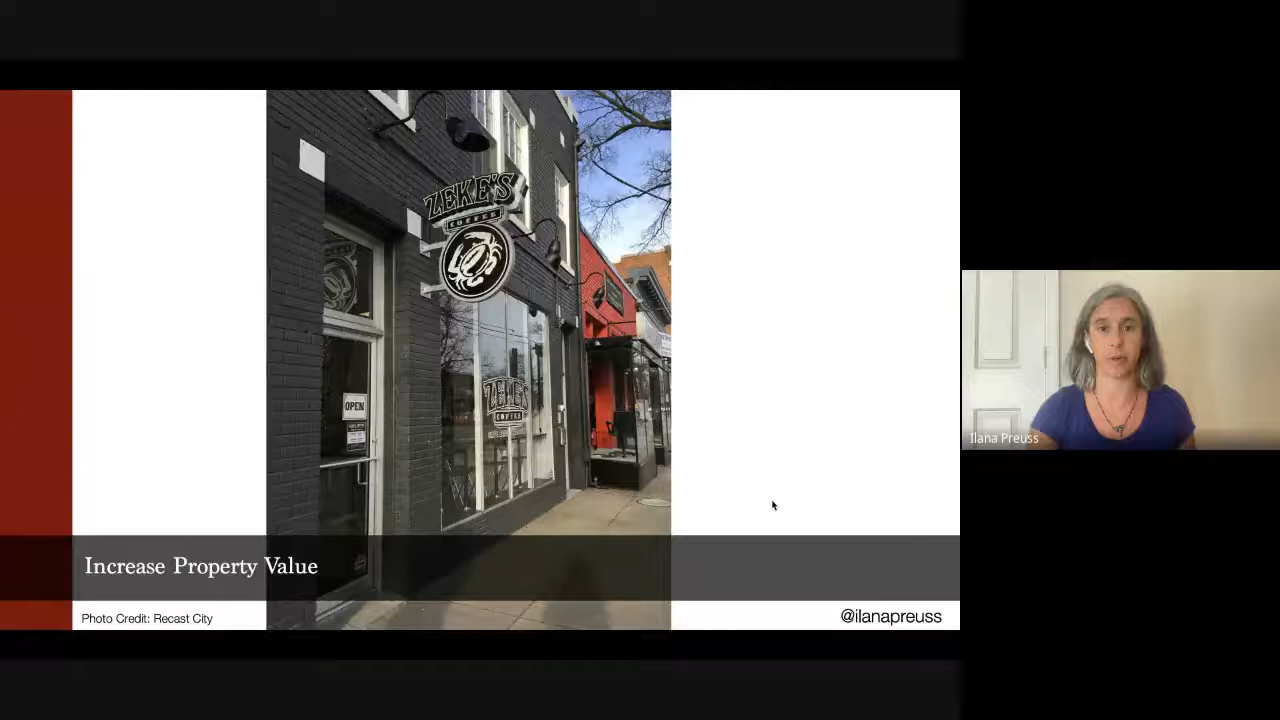 ZEKE'S
COFFEE
OPEN
ZEKE'S
COFFEE
Increase Property Value
Photo Credit: Recast City
@ilanapreuss
Ilana Preuss